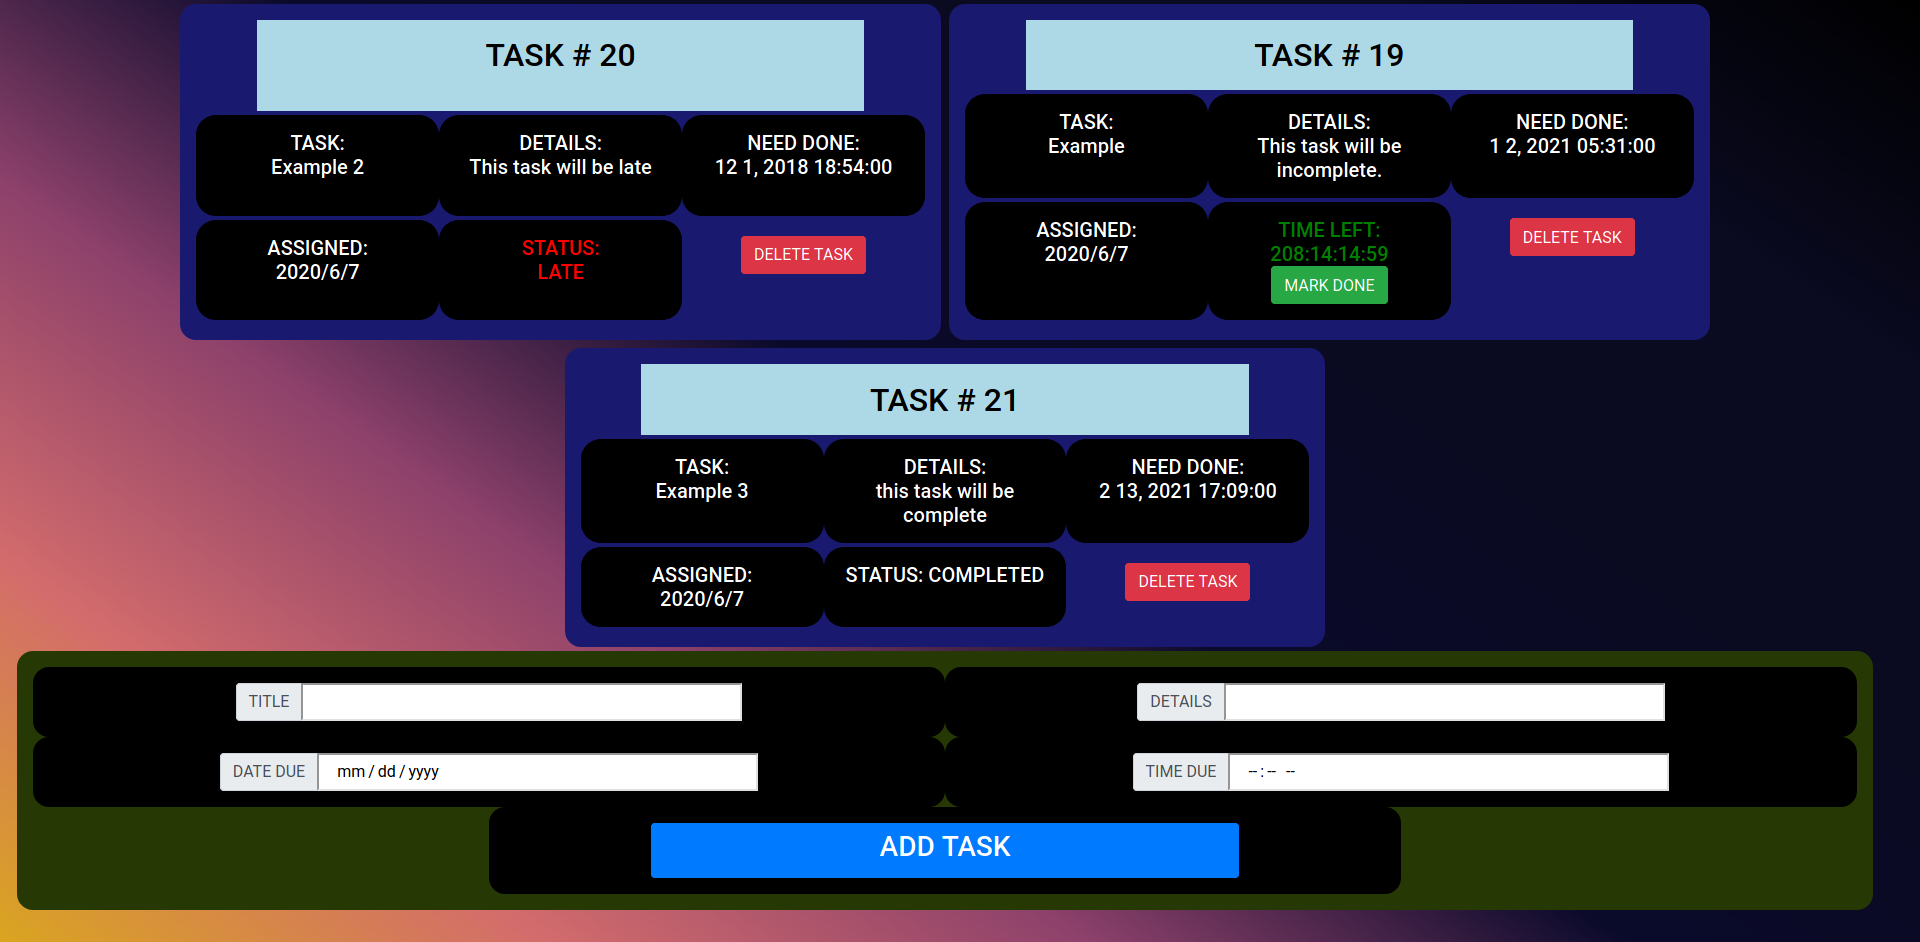 TASK # 20
TASK:
Example 2
DETAILS:
This task will be late
NEED DONE:
12 1, 2018 18:54:00
ASSIGNED:
2020/6/7
STATUS:
LATE
DELETE TASK
TASK # 19
TASK:
Example
DETAILS:
This task will be
incomplete.
NEED DONE:
1 2, 2021 05:31:00
ASSIGNED:
2020/6/7
TIME LEFT:
208:14:14:59
MARK DONE
DELETE TASK
TASK # 21
TASK:
Example 3
DETAILS:
this task will be
complete
NEED DONE:
2 13, 2021 17:09:00
ASSIGNED:
2020/6/7
STATUS: COMPLETED
DELETE TASK
TITLE
DETAILS
DATE DUE mm / dd / yyyy
TIME DUE -- : -- --
ADD TASK